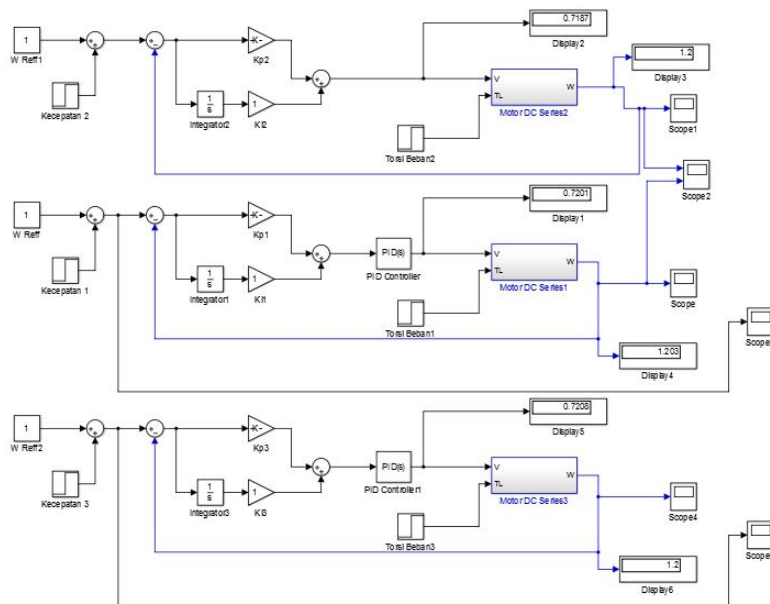 0.7187
Display2
1
W Reff1
-K-
Kp2
1.2
Display3
V
W
TL
Motor DC Series2
Kecepatan 2
1
s
Integrator2
1
KI2
Scope1
Torsi Beban2
Scope2
0.7201
Display1
1
W Reff
-K-
Kp1
PID(s)
PID Controller
V
W
TL
Motor DC Series1
Kecepatan 1
1
s
Integrator1
1
KI1
Scope
Torsi Beban1
Scope
1.203
Display4
0.7208
Display5
1
W Reff2
-K-
Kp3
PID(s)
PID Controller1
V
W
TL
Motor DC Series3
Kecepatan 3
1
s
Integrator3
1
KI3
Scope4
Torsi Beban3
Scope
1.2
Display6